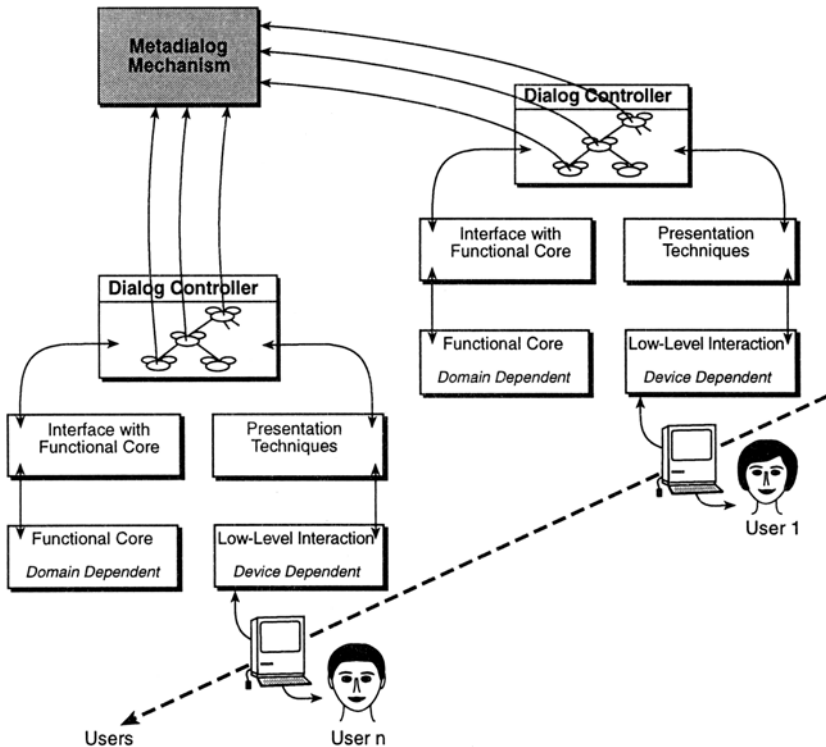 Metadialog
Mechanism
Dialog Controller
Interface with
Functional Core
Presentation
Techniques
Functional Core
Domain Dependent
Low-Level Interaction
Device Dependent
User 1
Dialog Controller
Interface with
Functional Core
Presentation
Techniques
Functional Core
Domain Dependent
Low-Level Interaction
Device Dependent
Users
User n